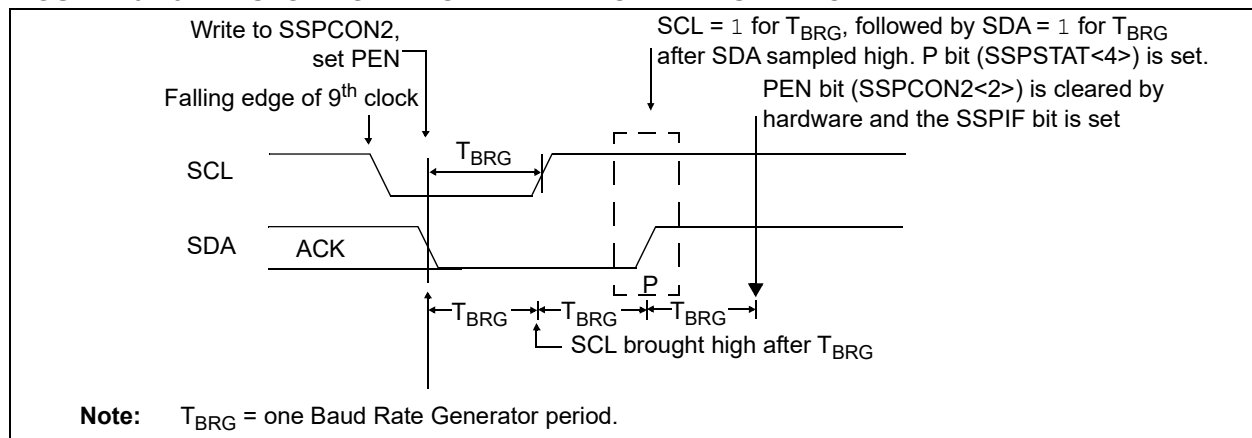 Write to SSPCON2,
set PEN
SCL = 1 for TBRG, followed by SDA = 1 for TBRG
after SDA sampled high. P bit (SSPSTAT<4>) is set.
Falling edge of 9th clock
PEN bit (SSPCON2<2>) is cleared by
hardware and the SSPIF bit is set
TBRG
SCL
SDA
ACK
P
TBRG
TBRG
TBRG
SCL brought high after TBRG
Note: TBRG = one Baud Rate Generator period.